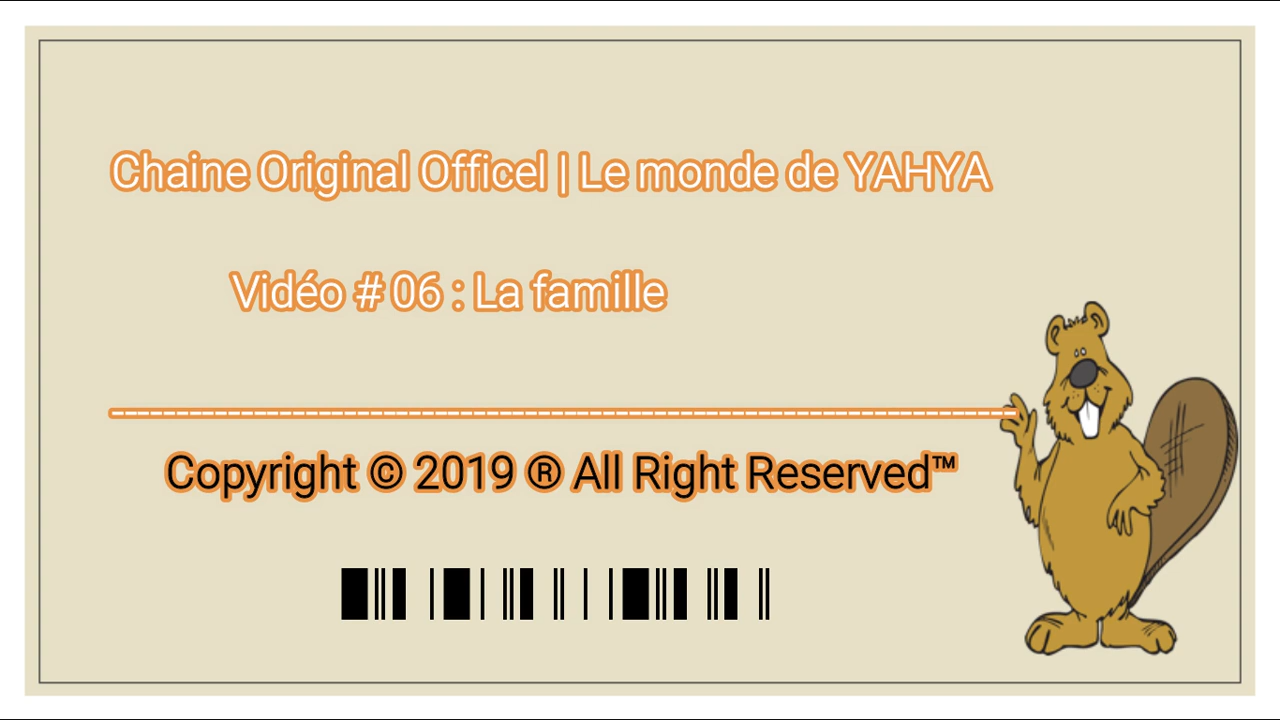 Chaine Original Officel | Le monde de YAHYA
Vidéo # 06 : La famille
Copyright © 2019 ® All Right Reserved™